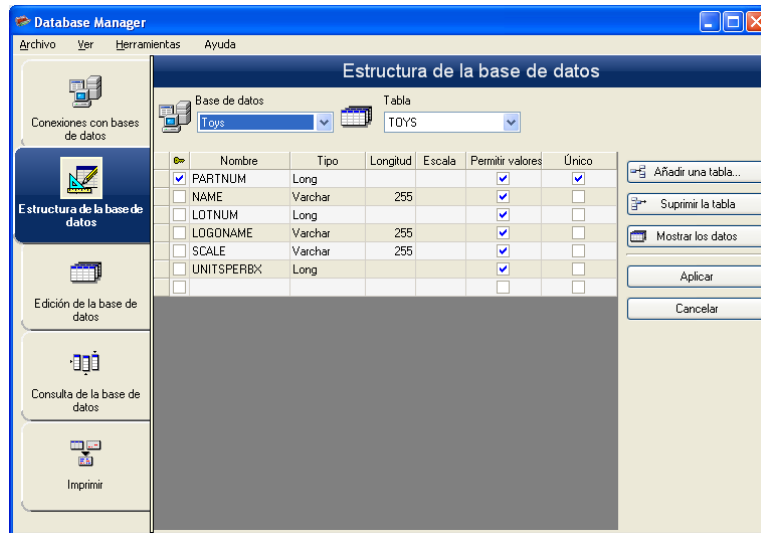 Database Manager
Archivo Ver Herramientas Ayuda
Estructura de la base de datos
Conexiones con bases
de datos
Estructura de la base de
datos
Edición de la base de
datos
Consulta de la base de
datos
Imprimir
Base de datos Tabla
Toys TOYS
Nombre Tipo Longitud Escala Permitir valores Único
PARTNUM Long
NAME Varchar 255
LOTNUM Long
LOGONAME Varchar 255
SCALE Varchar 255
UNITSPERBX Long
Añadir una tabla...
Suprimir la tabla
Mostrar los datos
Aplicar
Cancelar